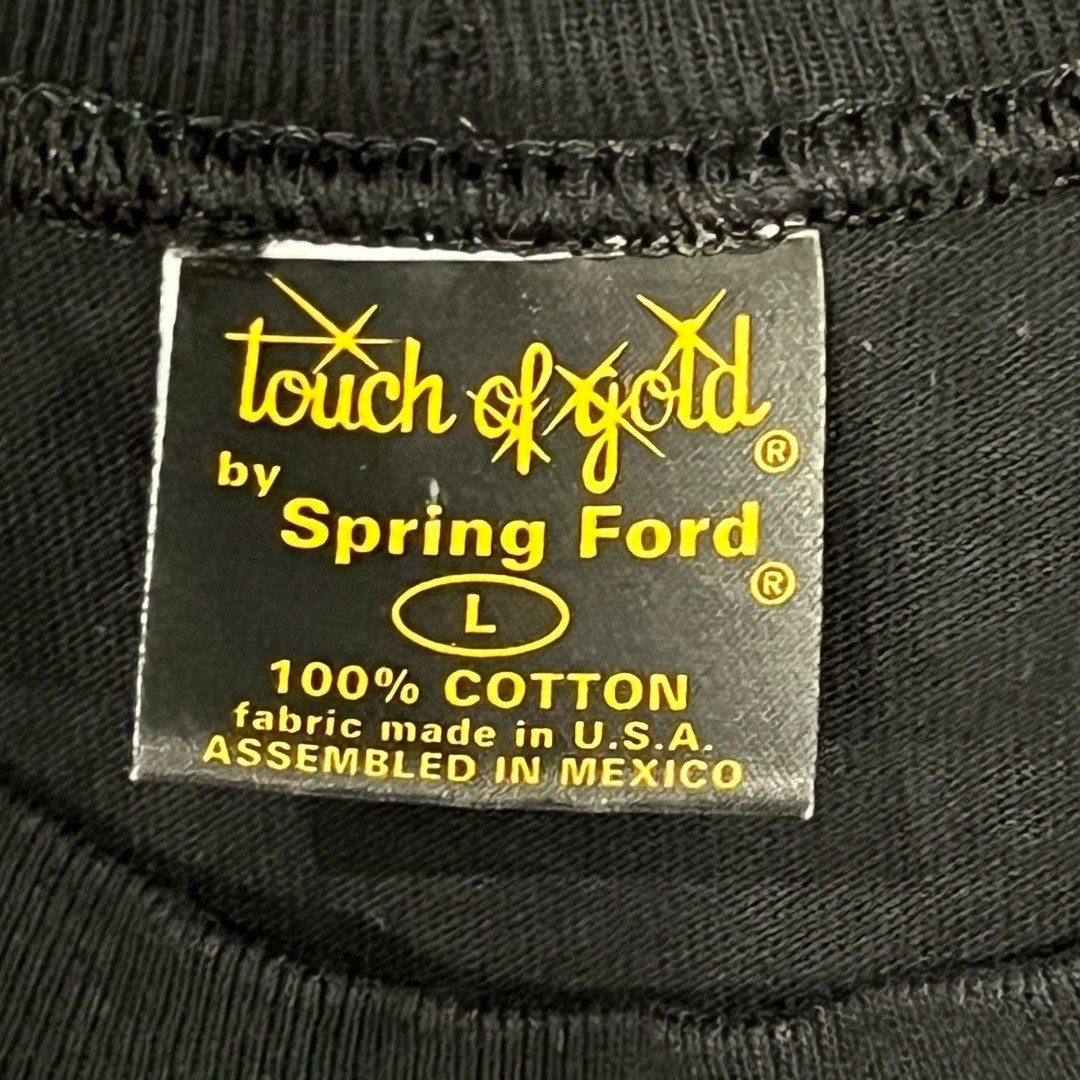 touch of gold®
by
Spring Ford®
L
100% COTTON
fabric made in U.S.A.
ASSEMBLED IN MEXICO